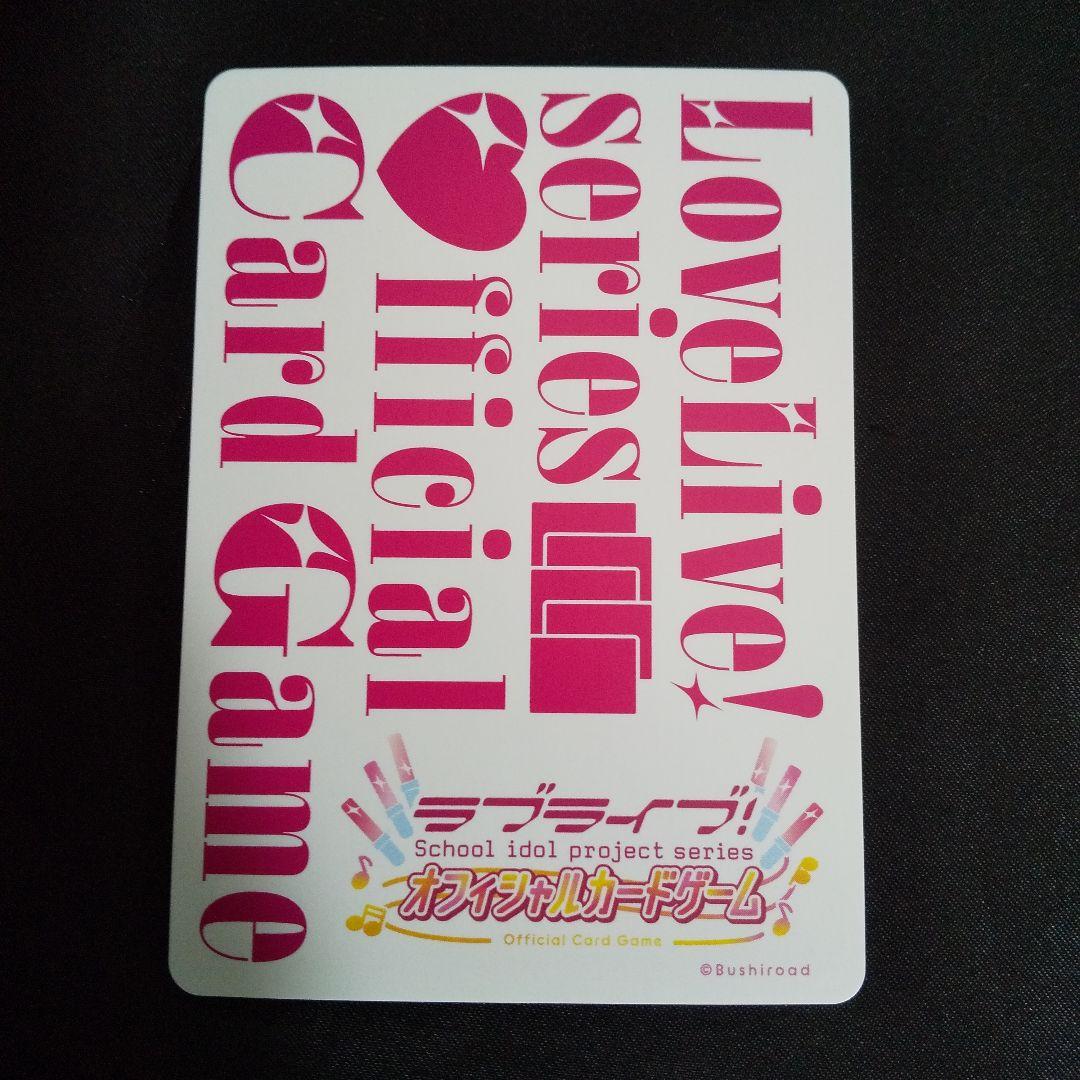 LoveLive!
series
Official
Card Game
ラブライブ!
School idol project series
オフィシャルカードゲーム
Official Card Game
©Bushiroad